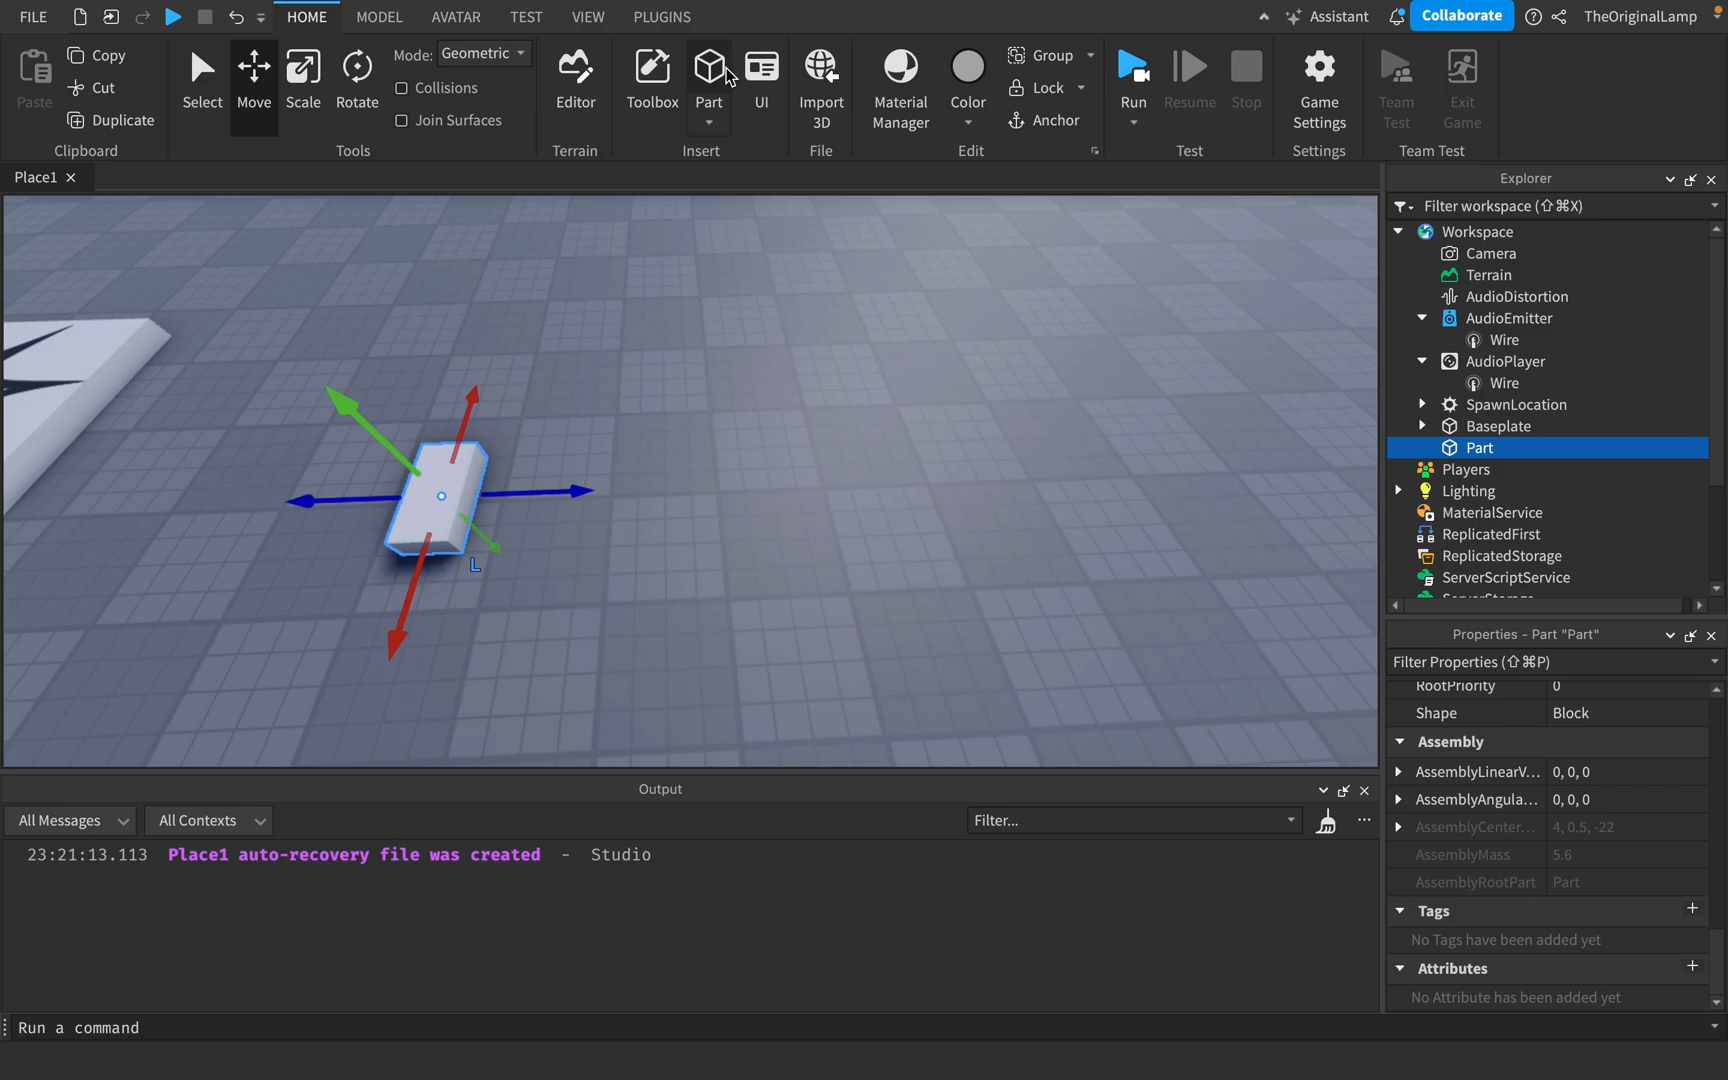 FILE HOME MODEL AVATAR TEST VIEW PLUGINS Assistant Collaborate TheOriginalLamp
Paste Copy Cut Duplicate Clipboard
Select Move Scale Rotate Mode: Geometric Collisions Join Surfaces Tools
Editor Terrain
Toolbox Part UI Insert
Import 3D File
Material Manager Color Group Lock Anchor Edit
Run Resume Stop Test
Game Settings Settings
Team Test Exit Game Team Test
Place1
L
Explorer
Filter workspace (⇧⌘X)
Workspace
Camera
Terrain
AudioDistortion
AudioEmitter
Wire
AudioPlayer
Wire
SpawnLocation
Baseplate
Part
Players
Lighting
MaterialService
ReplicatedFirst
ReplicatedStorage
ServerScriptService
ServerStorage
Properties - Part "Part"
Filter Properties (⇧⌘P)
RootPriority 0
Shape Block
Assembly
AssemblyLinearV... 0, 0, 0
AssemblyAngula... 0, 0, 0
AssemblyCenter... 4, 0.5, -22
AssemblyMass 5.6
AssemblyRootPart Part
Tags
No Tags have been added yet
Attributes
No Attribute has been added yet
Output
All Messages All Contexts Filter...
23:21:13.113 Place1 auto-recovery file was created - Studio
Run a command